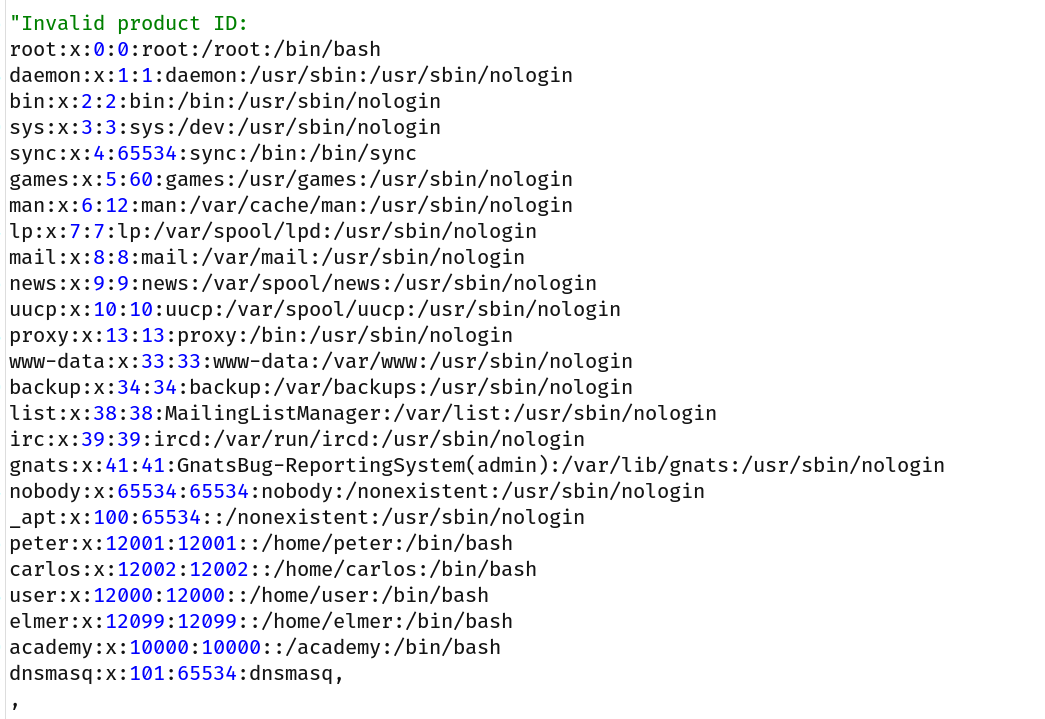 "Invalid product ID:
root:x:0:0:root:/root:/bin/bash
daemon:x:1:1:daemon:/usr/sbin:/usr/sbin/nologin
bin:x:2:2:bin:/bin:/usr/sbin/nologin
sys:x:3:3:sys:/dev:/usr/sbin/nologin
sync:x:4:65534:sync:/bin:/bin/sync
games:x:5:60:games:/usr/games:/usr/sbin/nologin
man:x:6:12:man:/var/cache/man:/usr/sbin/nologin
lp:x:7:7:lp:/var/spool/lpd:/usr/sbin/nologin
mail:x:8:8:mail:/var/mail:/usr/sbin/nologin
news:x:9:9:news:/var/spool/news:/usr/sbin/nologin
uucp:x:10:10:uucp:/var/spool/uucp:/usr/sbin/nologin
proxy:x:13:13:proxy:/bin:/usr/sbin/nologin
www-data:x:33:33:www-data:/var/www:/usr/sbin/nologin
backup:x:34:34:backup:/var/backups:/usr/sbin/nologin
list:x:38:38:MailingListManager:/var/list:/usr/sbin/nologin
irc:x:39:39:ircd:/var/run/ircd:/usr/sbin/nologin
gnats:x:41:41:GnatsBug-ReportingSystem(admin):/var/lib/gnats:/usr/sbin/nologin
nobody:x:65534:65534:nobody:/nonexistent:/usr/sbin/nologin
_apt:x:100:65534::/nonexistent:/usr/sbin/nologin
peter:x:12001:12001::/home/peter:/bin/bash
carlos:x:12002:12002::/home/carlos:/bin/bash
user:x:12000:12000::/home/user:/bin/bash
elmer:x:12099:12099::/home/elmer:/bin/bash
academy:x:10000:10000::/academy:/bin/bash
dnsmasq:x:101:65534:dnsmasq,
,